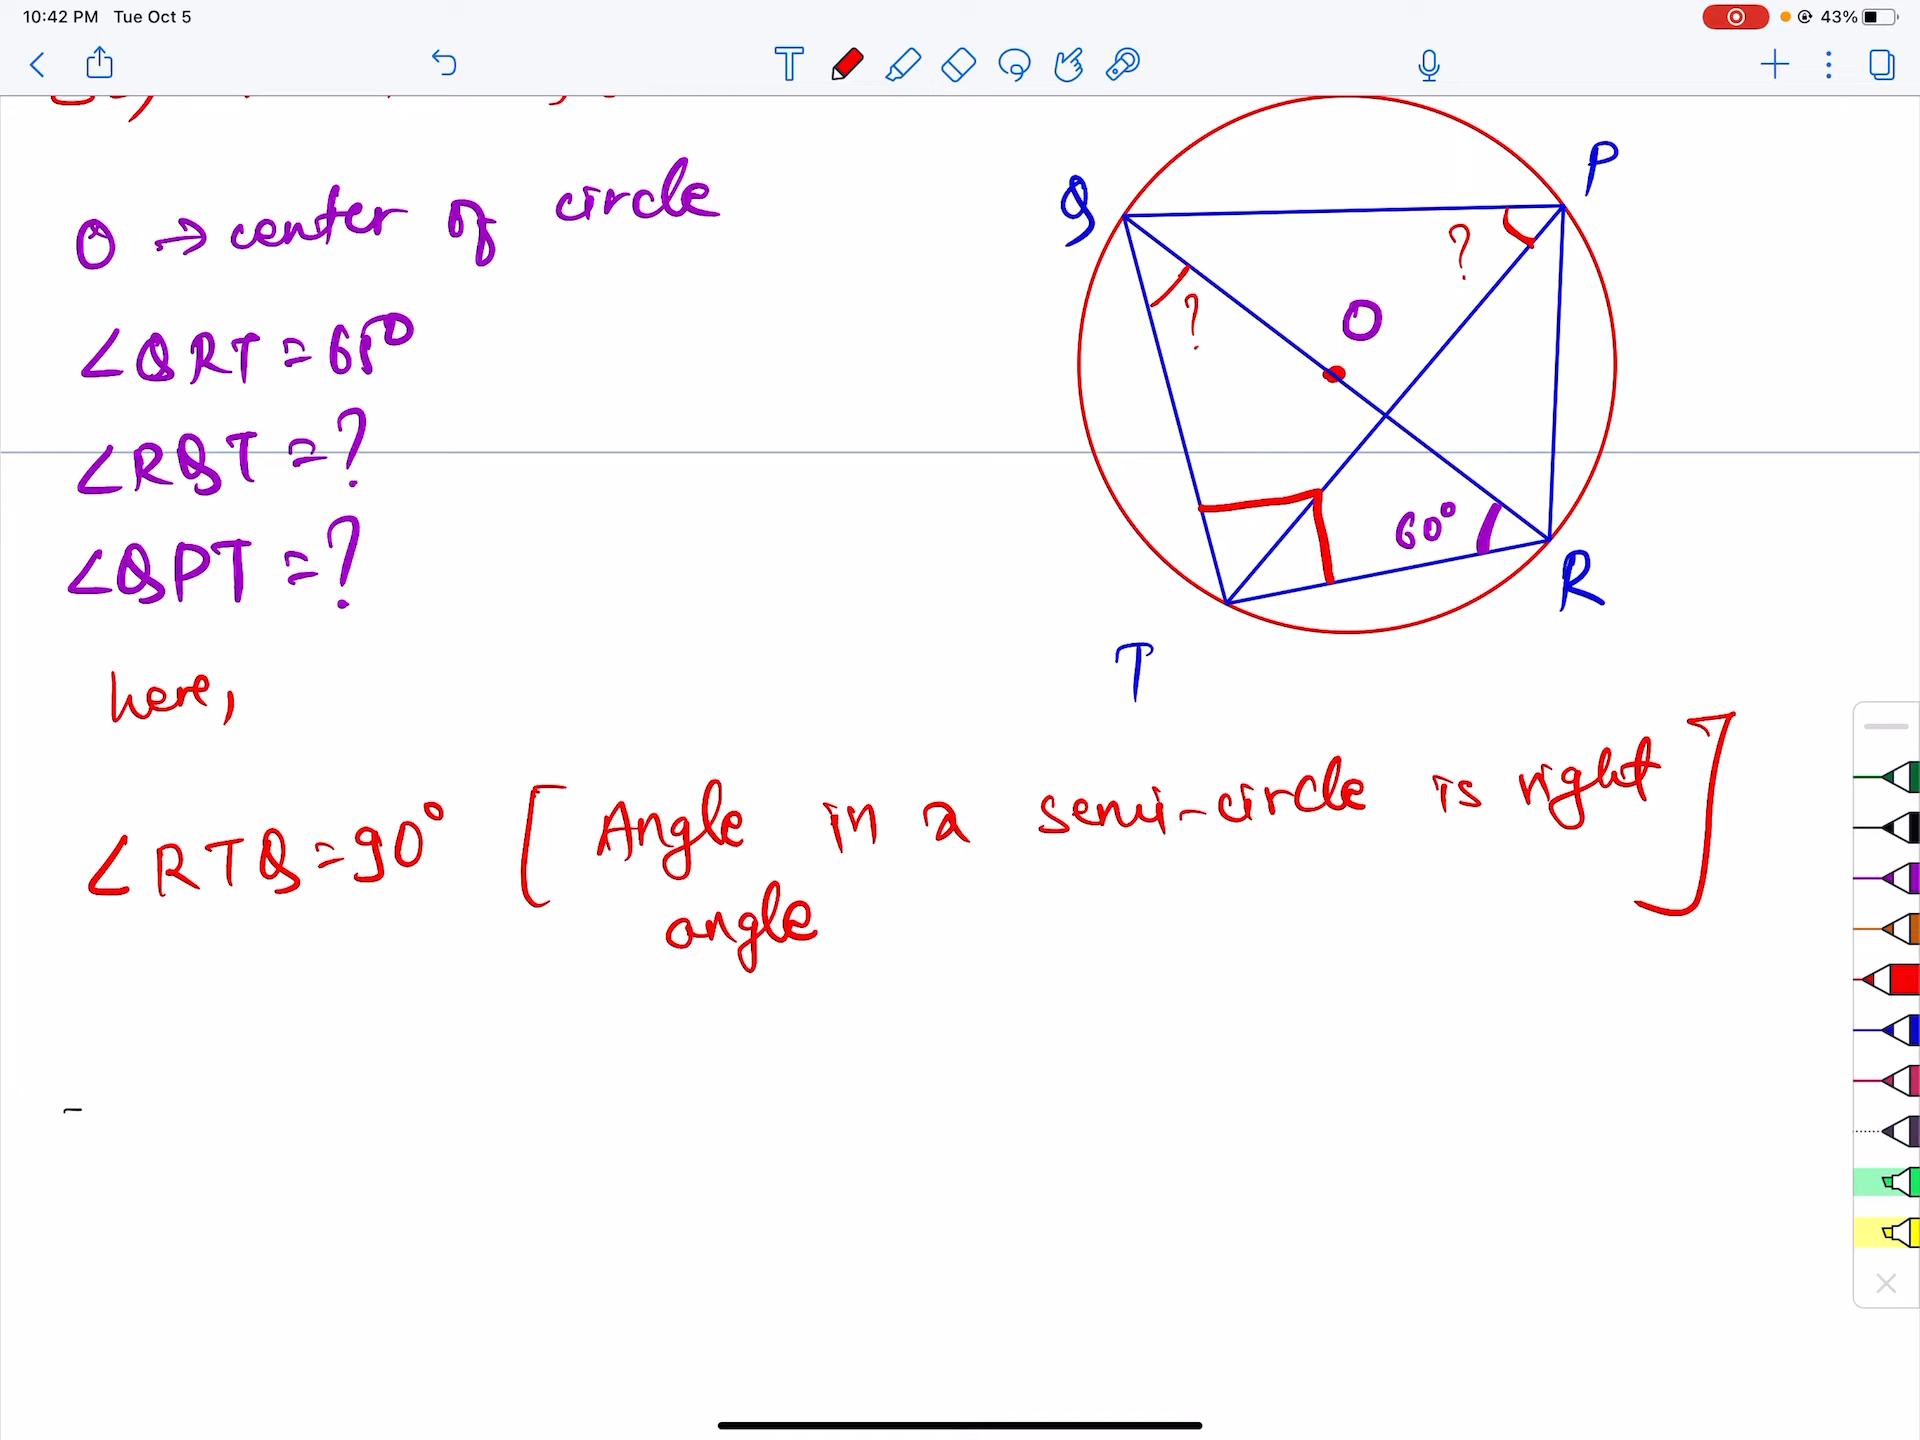 10:42 PM Tue Oct 5
43%
O → center of circle
∠QRT = 60°
∠RQT = ?
∠QPT = ?
Q
P
?
?
O
60°
R
T
here,
∠RTQ = 90° [Angle in a semi-circle is right
angle]